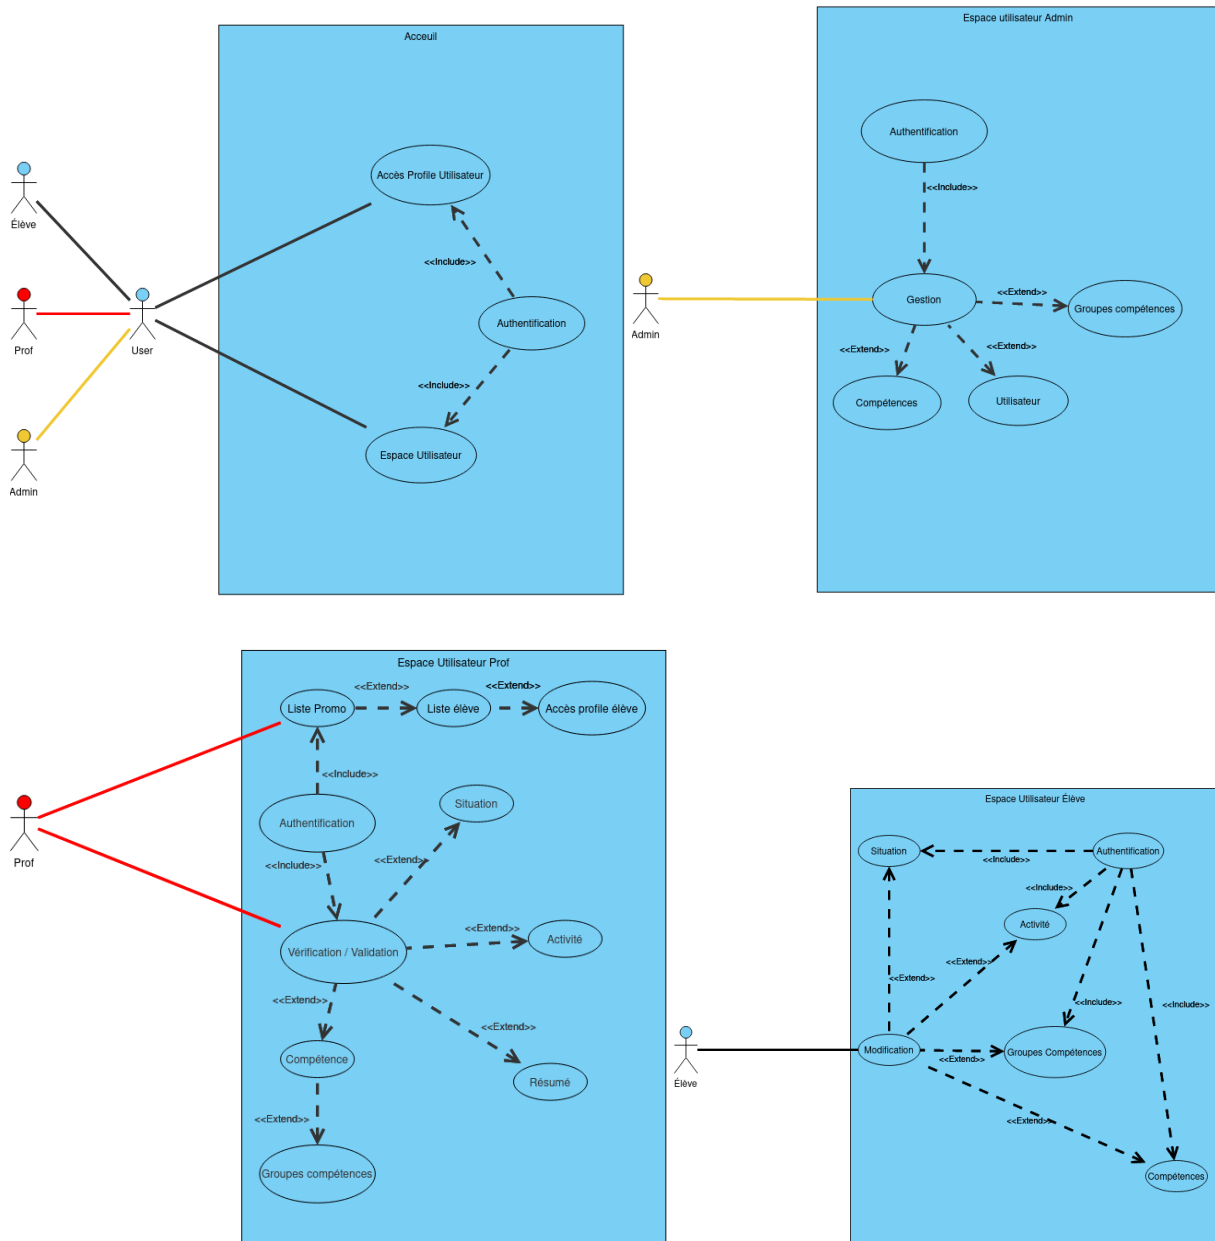 Acceuil
Accès Profile Utilisateur
<<Include>>
Authentification
<<Include>>
Espace Utilisateur
Élève
Prof
User
Admin
Espace utilisateur Admin
Authentification
<<Include>>
Admin
Gestion
<<Extend>>
Groupes compétences
<<Extend>>
<<Extend>>
Compétences
Utilisateur
Espace Utilisateur Prof
Liste Promo
<<Extend>>
Liste élève
<<Extend>>
Accès profile élève
<<Include>>
Authentification
Situation
Prof
<<Include>>
<<Extend>>
Vérification / Validation
<<Extend>>
Activité
<<Extend>>
<<Extend>>
Compétence
Résumé
<<Extend>>
Groupes compétences
Espace Utilisateur Élève
Situation
<<Include>>
Authentification
<<Include>>
Activité
<<Extend>>
<<Extend>>
<<Include>>
<<Include>>
Élève
Modification
<<Extend>>
Groupes Compétences
<<Extend>>
Compétences